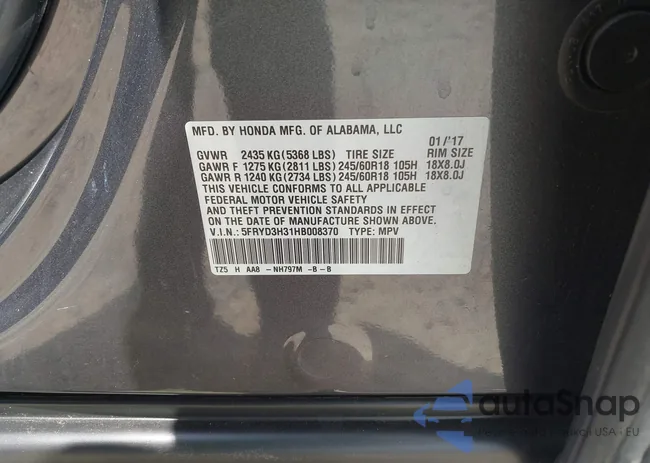 MFD. BY HONDA MFG. OF ALABAMA, LLC
01/'17
GVWR 2435 KG (5368 LBS) TIRE SIZE RIM SIZE
GAWR F 1275 KG (2811 LBS) 245/60R18 105H 18X8.0J
GAWR R 1240 KG (2734 LBS) 245/60R18 105H 18X8.0J
THIS VEHICLE CONFORMS TO ALL APPLICABLE
FEDERAL MOTOR VEHICLE SAFETY
AND THEFT PREVENTION STANDARDS IN EFFECT
ON THE DATE OF MANUFACTURE SHOWN ABOVE.
V.I.N.: 5FRYD3H31HB008370 TYPE: MPV
TZ5 H AA8 -NH797M -B -B
autoSnap
USA - EU